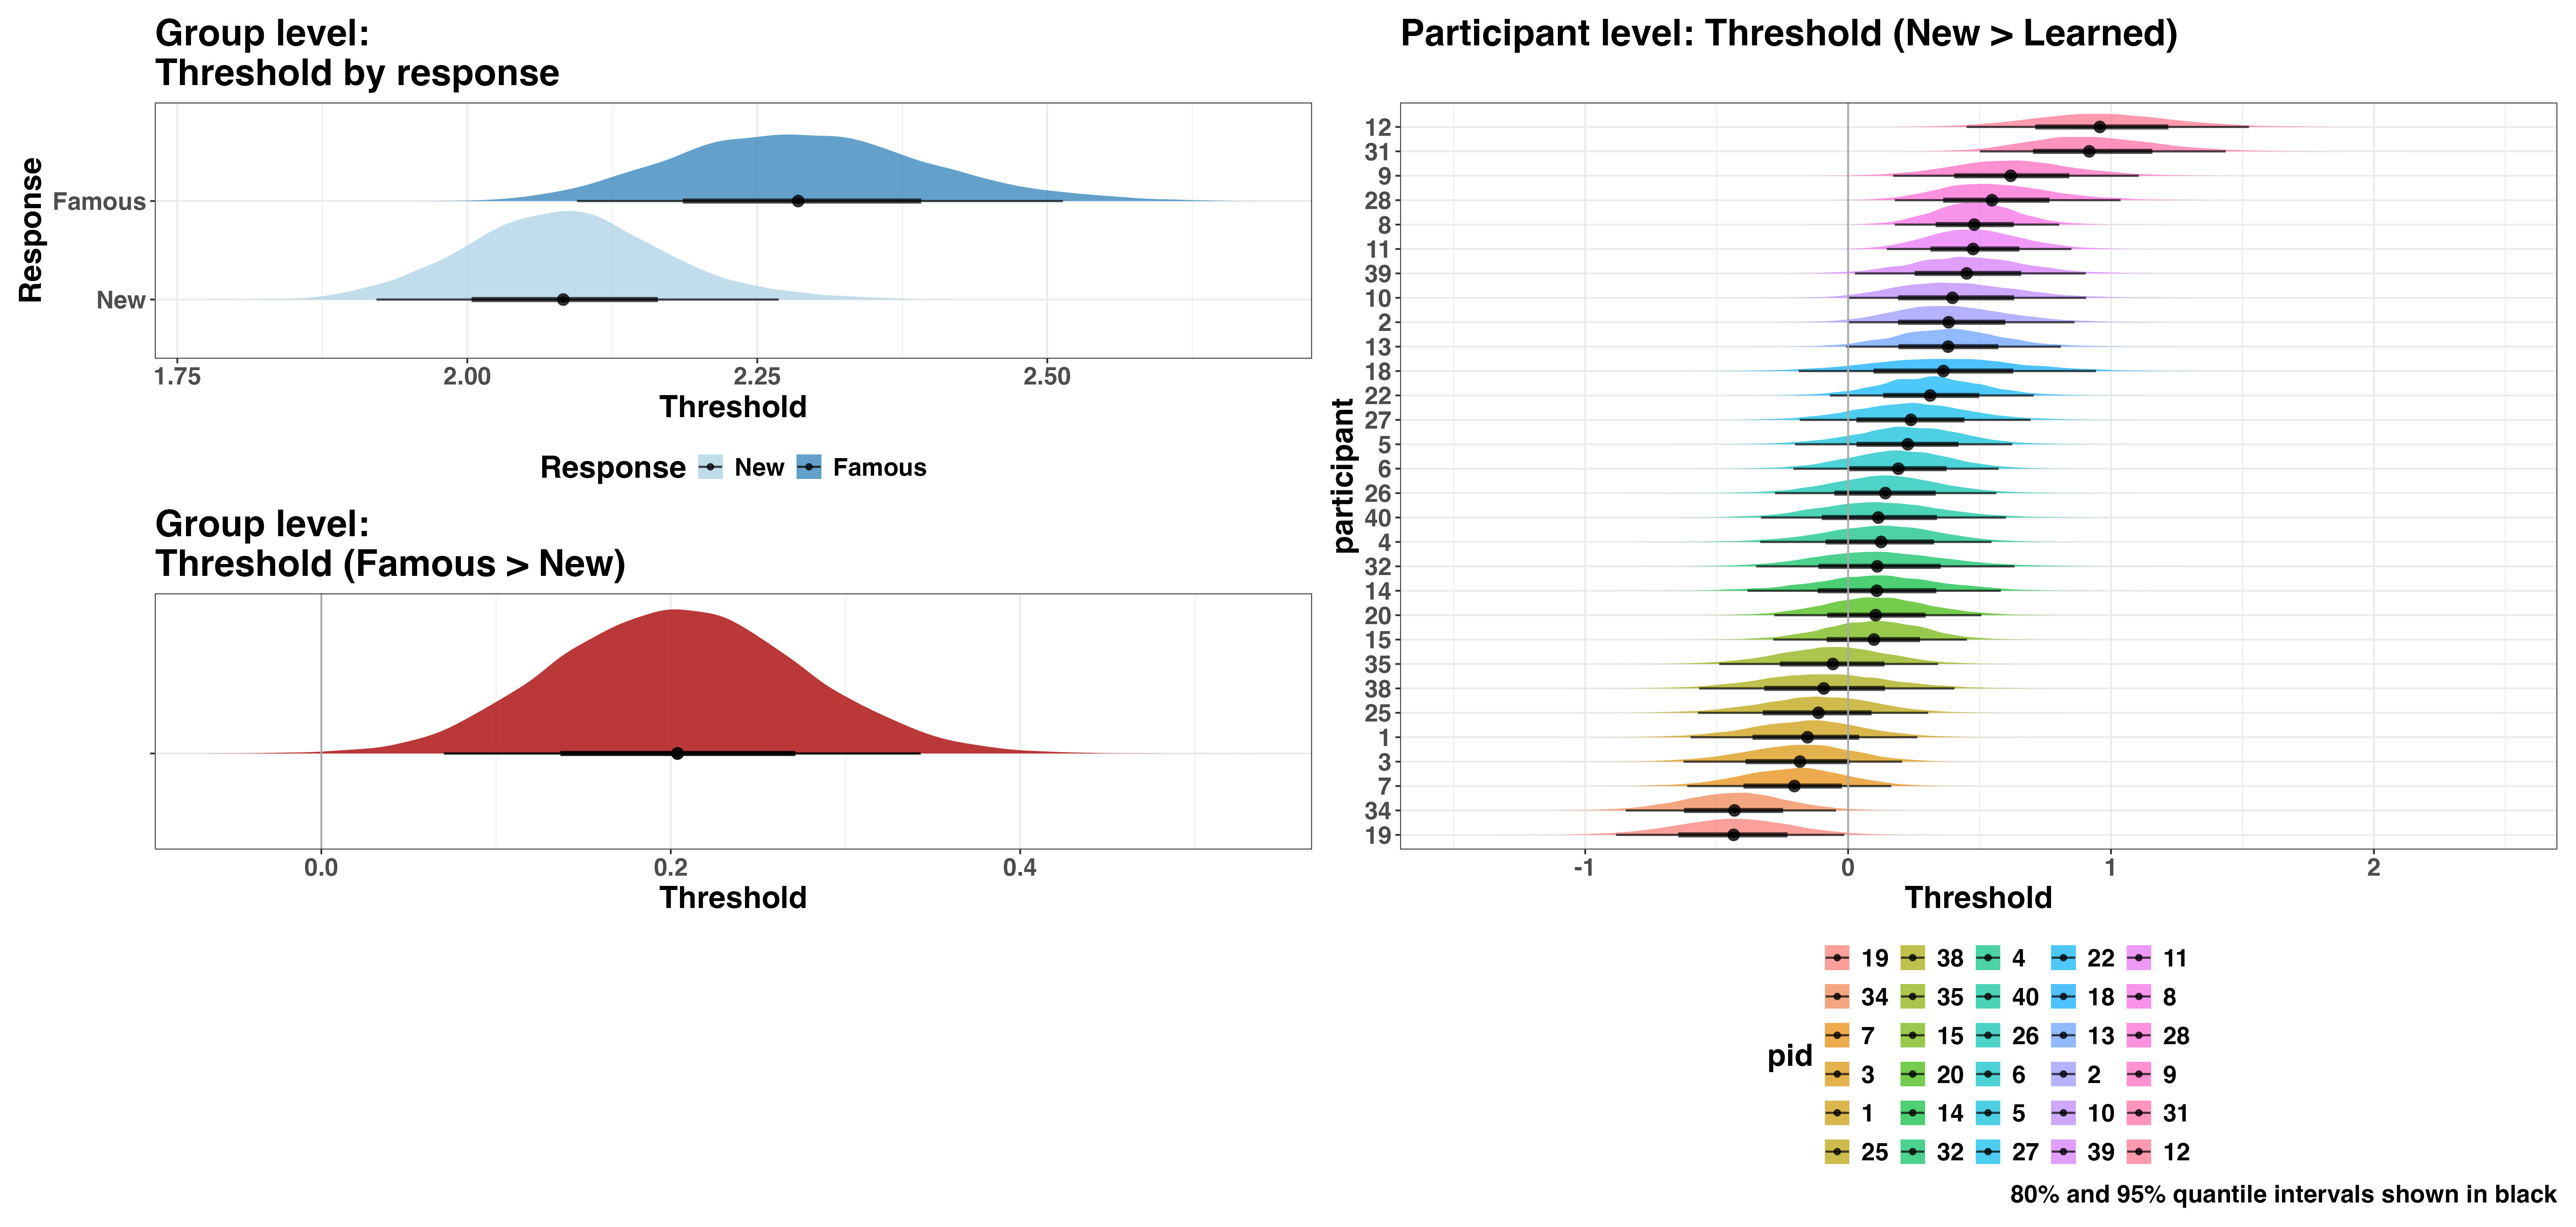 Group level:
Threshold by response
Response
Famous
New
1.75 2.00 2.25 2.50
Threshold
Response New Famous
Group level:
Threshold (Famous > New)
0.0 0.2 0.4
Threshold
Participant level: Threshold (New > Learned)
participant
12
31
9
28
8
11
39
10
2
13
18
22
27
5
6
26
40
4
32
14
20
15
35
38
25
1
3
7
34
19
-1 0 1 2
Threshold
pid
19 38 4 22 11
34 35 40 18 8
7 15 26 13 28
3 20 6 2 9
1 14 5 10 31
25 32 27 39 12
80% and 95% quantile intervals shown in black